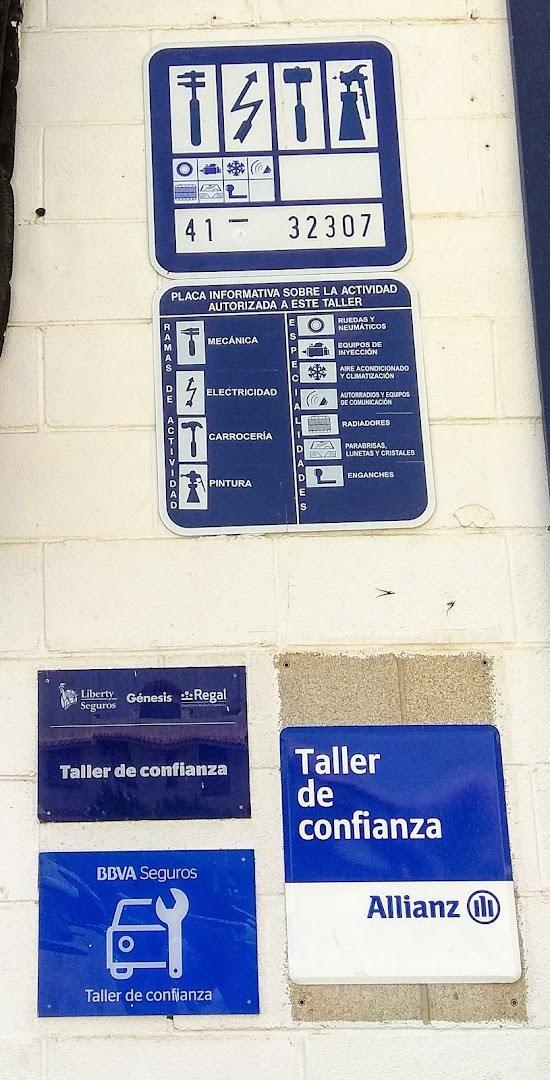 41 — 32307
PLACA INFORMATIVA SOBRE LA ACTIVIDAD
AUTORIZADA A ESTE TALLER
RAMAS DE ACTIVIDAD
MECÁNICA
ELECTRICIDAD
CARROCERÍA
PINTURA
ESPECIALIDADES
RUEDAS Y
NEUMÁTICOS
EQUIPOS DE
INYECCIÓN
AIRE ACONDICIONADO
Y CLIMATIZACIÓN
AUTORRADIOS Y EQUIPOS
DE COMUNICACIÓN
RADIADORES
PARABRISAS,
LUNETAS Y CRISTALES
ENGANCHES
Liberty
Seguros
Génesis
Regal
Taller de confianza
BBVA Seguros
Taller de confianza
Taller
de
confianza
Allianz